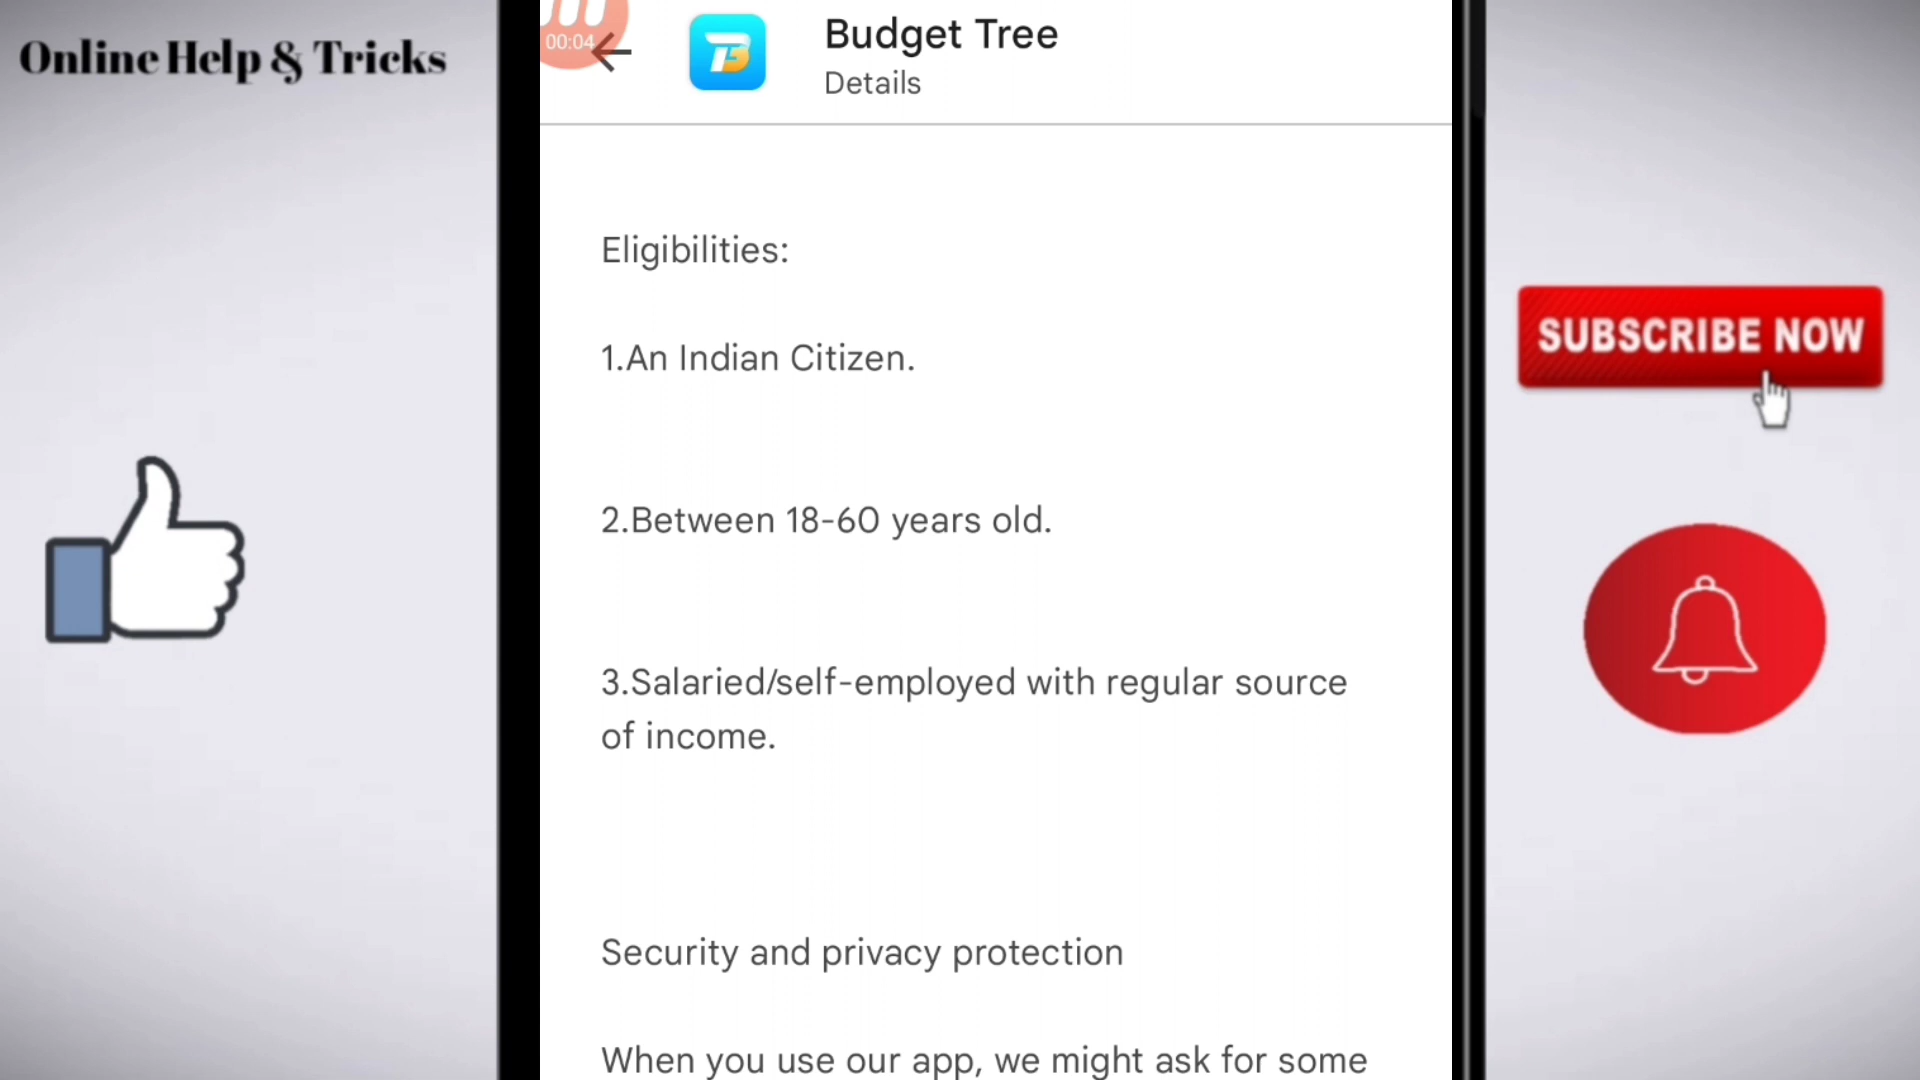 Online Help & Tricks
00:04
Budget Tree
Details
Eligibilities:
1.An Indian Citizen.
2.Between 18-60 years old.
3.Salaried/self-employed with regular source
of income.
Security and privacy protection
When you use our app, we might ask for some
SUBSCRIBE NOW